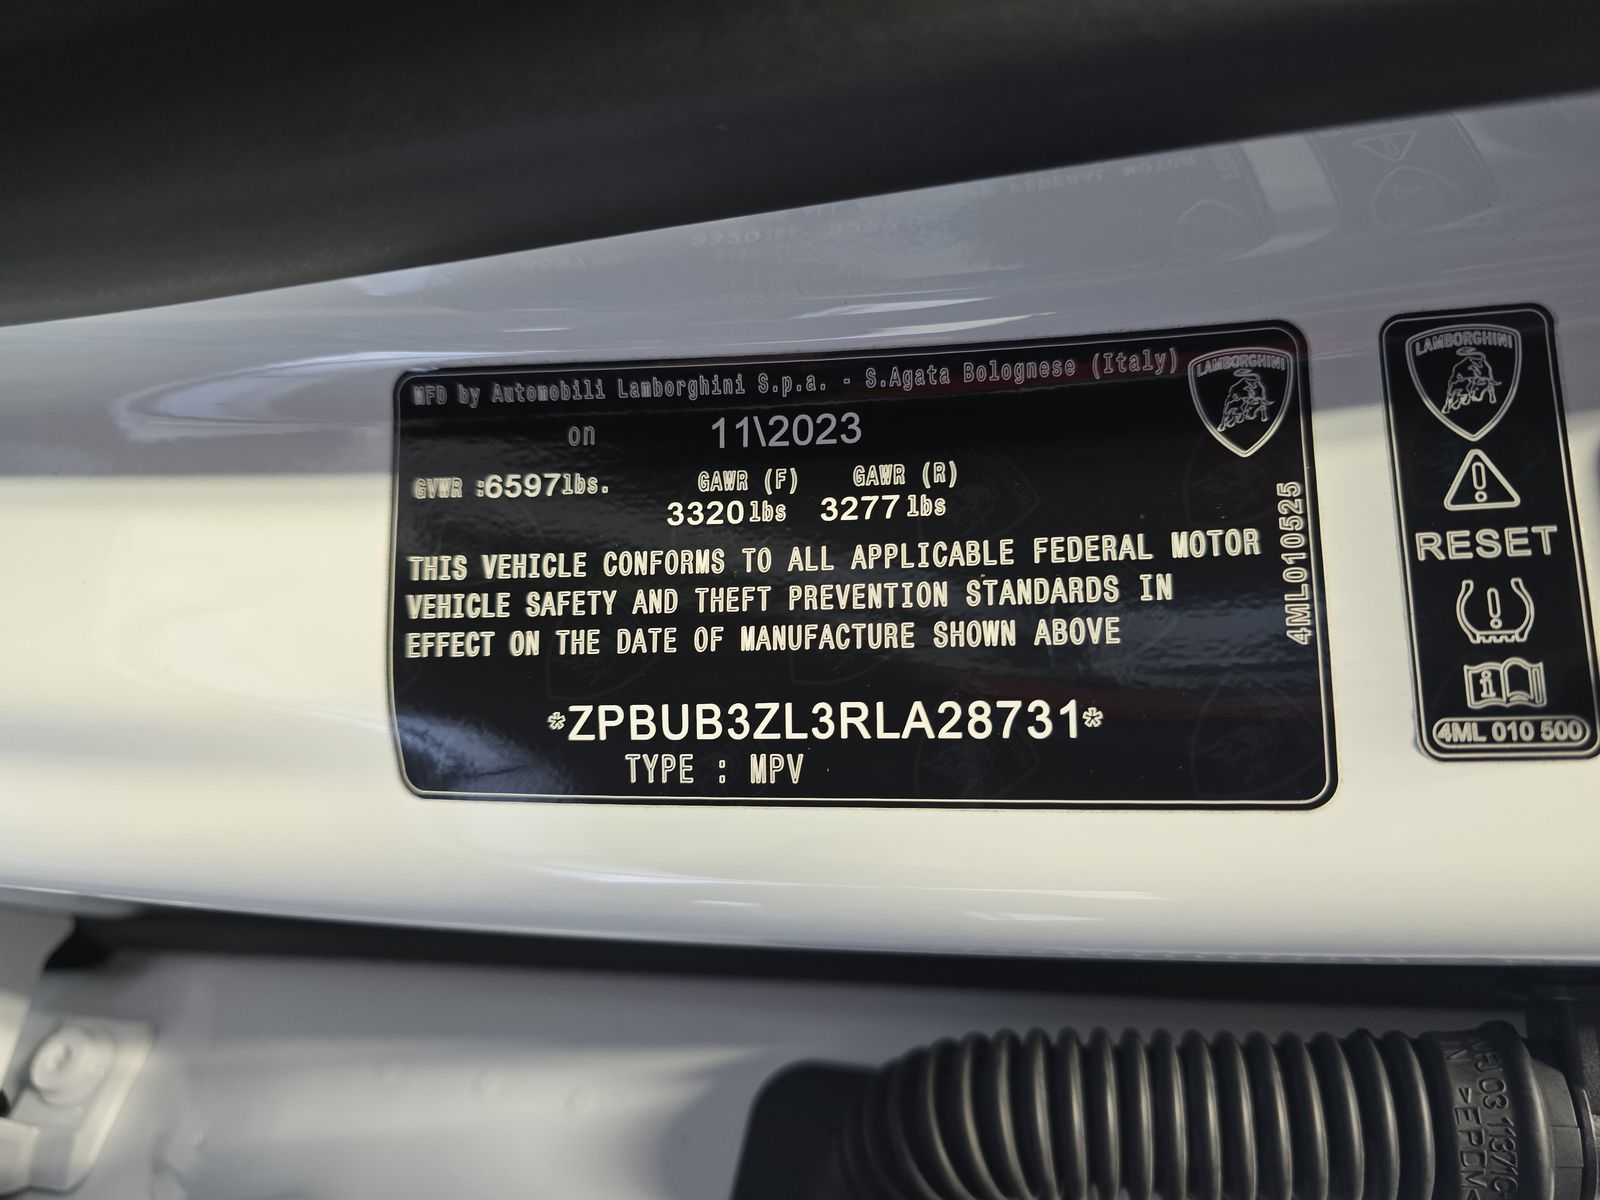 MFD by Automobili Lamborghini S.p.a. - S.Agata Bolognese (Italy)
on 11\2023
GVWR :6597lbs. GAWR (F) GAWR (R)
3320lbs 3277lbs
THIS VEHICLE CONFORMS TO ALL APPLICABLE FEDERAL MOTOR
VEHICLE SAFETY AND THEFT PREVENTION STANDARDS IN
EFFECT ON THE DATE OF MANUFACTURE SHOWN ABOVE
*ZPBUB3ZL3RLA28731*
TYPE : MPV
4ML010525
LAMBORGHINI
LAMBORGHINI
RESET
4ML 010 500
>EPDM